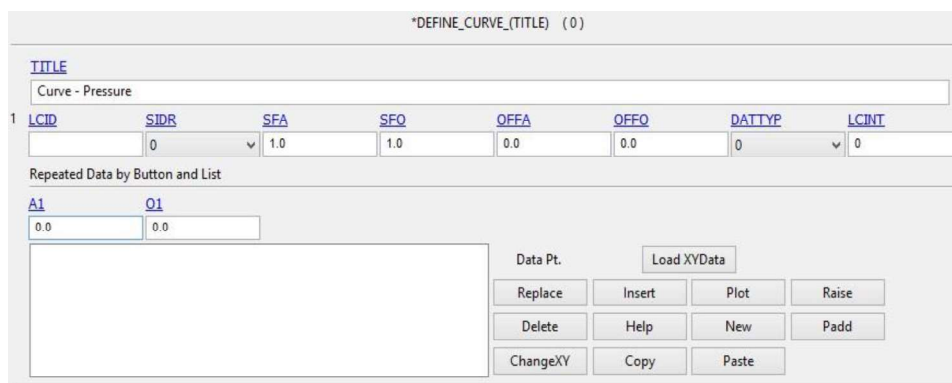 *DEFINE_CURVE_(TITLE) (0)
TITLE
Curve - Pressure
1 LCID SIDR SFA SFO OFFA OFFO DATTYP LCINT
0 1.0 1.0 0.0 0.0 0 0
Repeated Data by Button and List
A1 O1
0.0 0.0
Data Pt. Load XYData
Replace Insert Plot Raise
Delete Help New Padd
ChangeXY Copy Paste